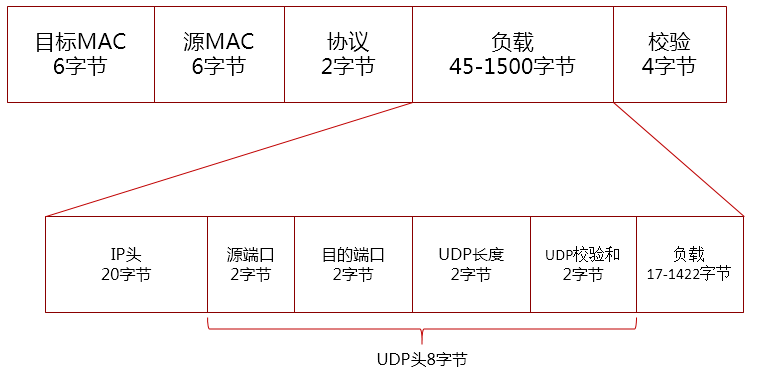 目标MAC
6字节
源MAC
6字节
协议
2字节
负载
45-1500字节
校验
4字节
IP头
20字节
源端口
2字节
目的端口
2字节
UDP长度
2字节
UDP校验和
2字节
负载
17-1422字节
UDP头8字节